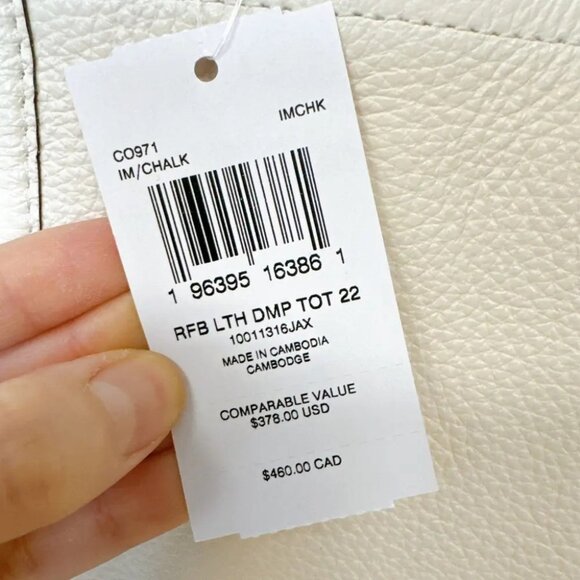 IMCHK
CO971
IM/CHALK
1 96395 16386 1
RFB LTH DMP TOT 22
10011316JAX
MADE IN CAMBODIA
CAMBODGE
COMPARABLE VALUE
$378.00 USD
$460.00 CAD